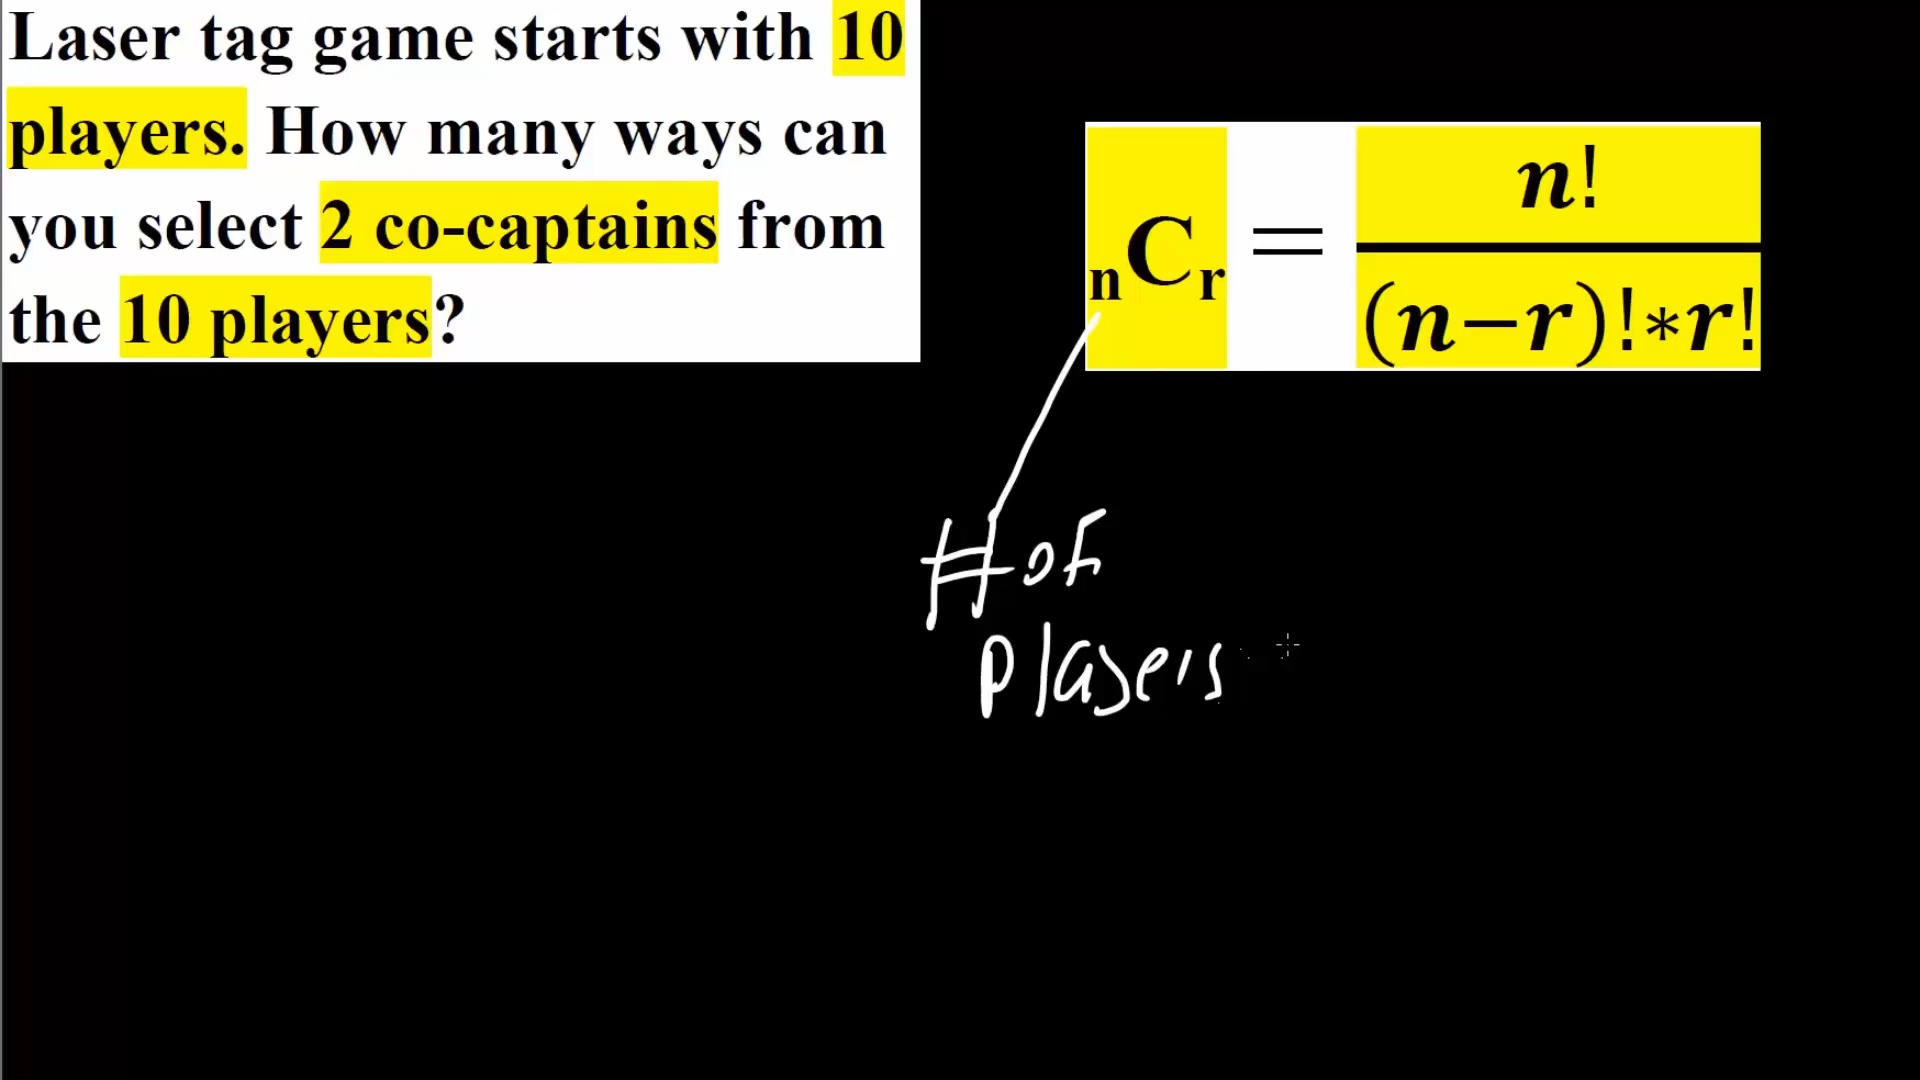 Laser tag game starts with 10
players. How many ways can
you select 2 co-captains from
the 10 players?
nCr = n!
(n−r)!∗r!
# of
players